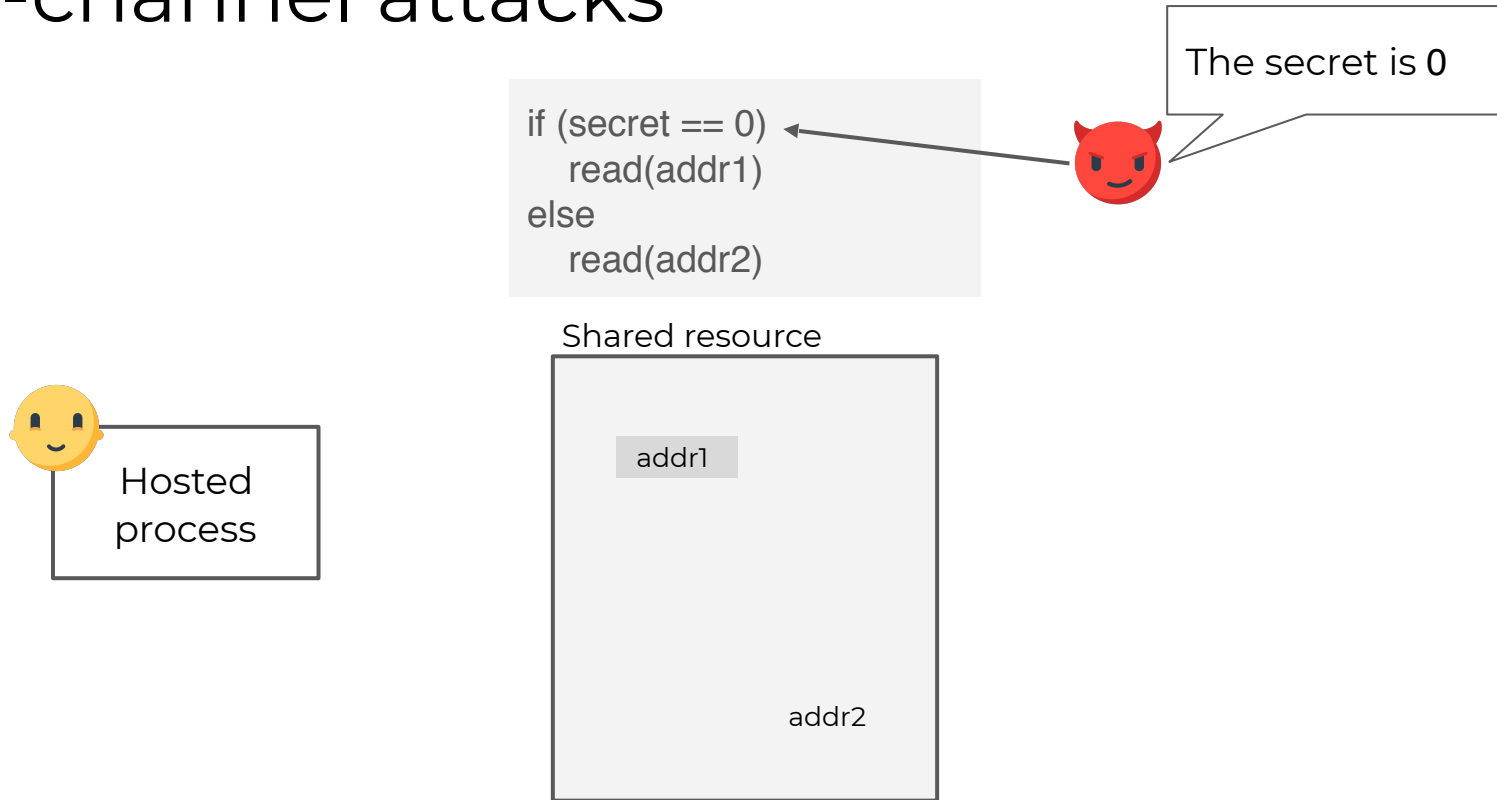 -channel attacks
The secret is 0
if (secret == 0)
read(addr1)
else
read(addr2)
Shared resource
addr1
Hosted
process
addr2